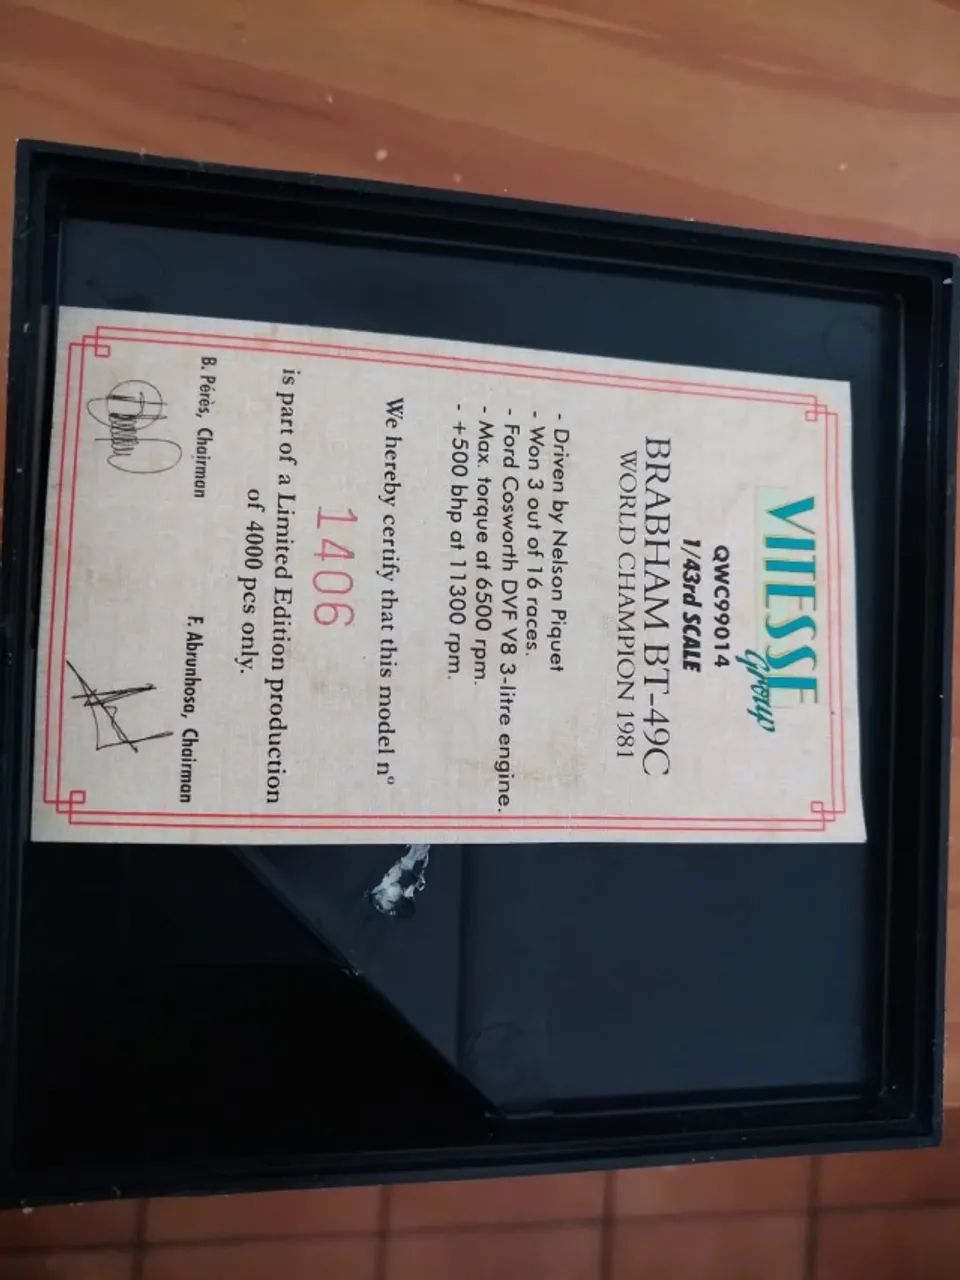 VITESSE
Group
QWC99014
1/43rd SCALE
BRABHAM BT-49C
WORLD CHAMPION 1981
- Driven by Nelson Piquet
- Won 3 out of 16 races.
- Ford Cosworth DVF V8 3-litre engine.
- Max. torque at 6500 rpm.
- +500 bhp at 11300 rpm.
We hereby certify that this model nº
1406
is part of a Limited Edition production
of 4000 pcs only.
B. Pérès, Chairman
F. Abrunhosa, Chairman